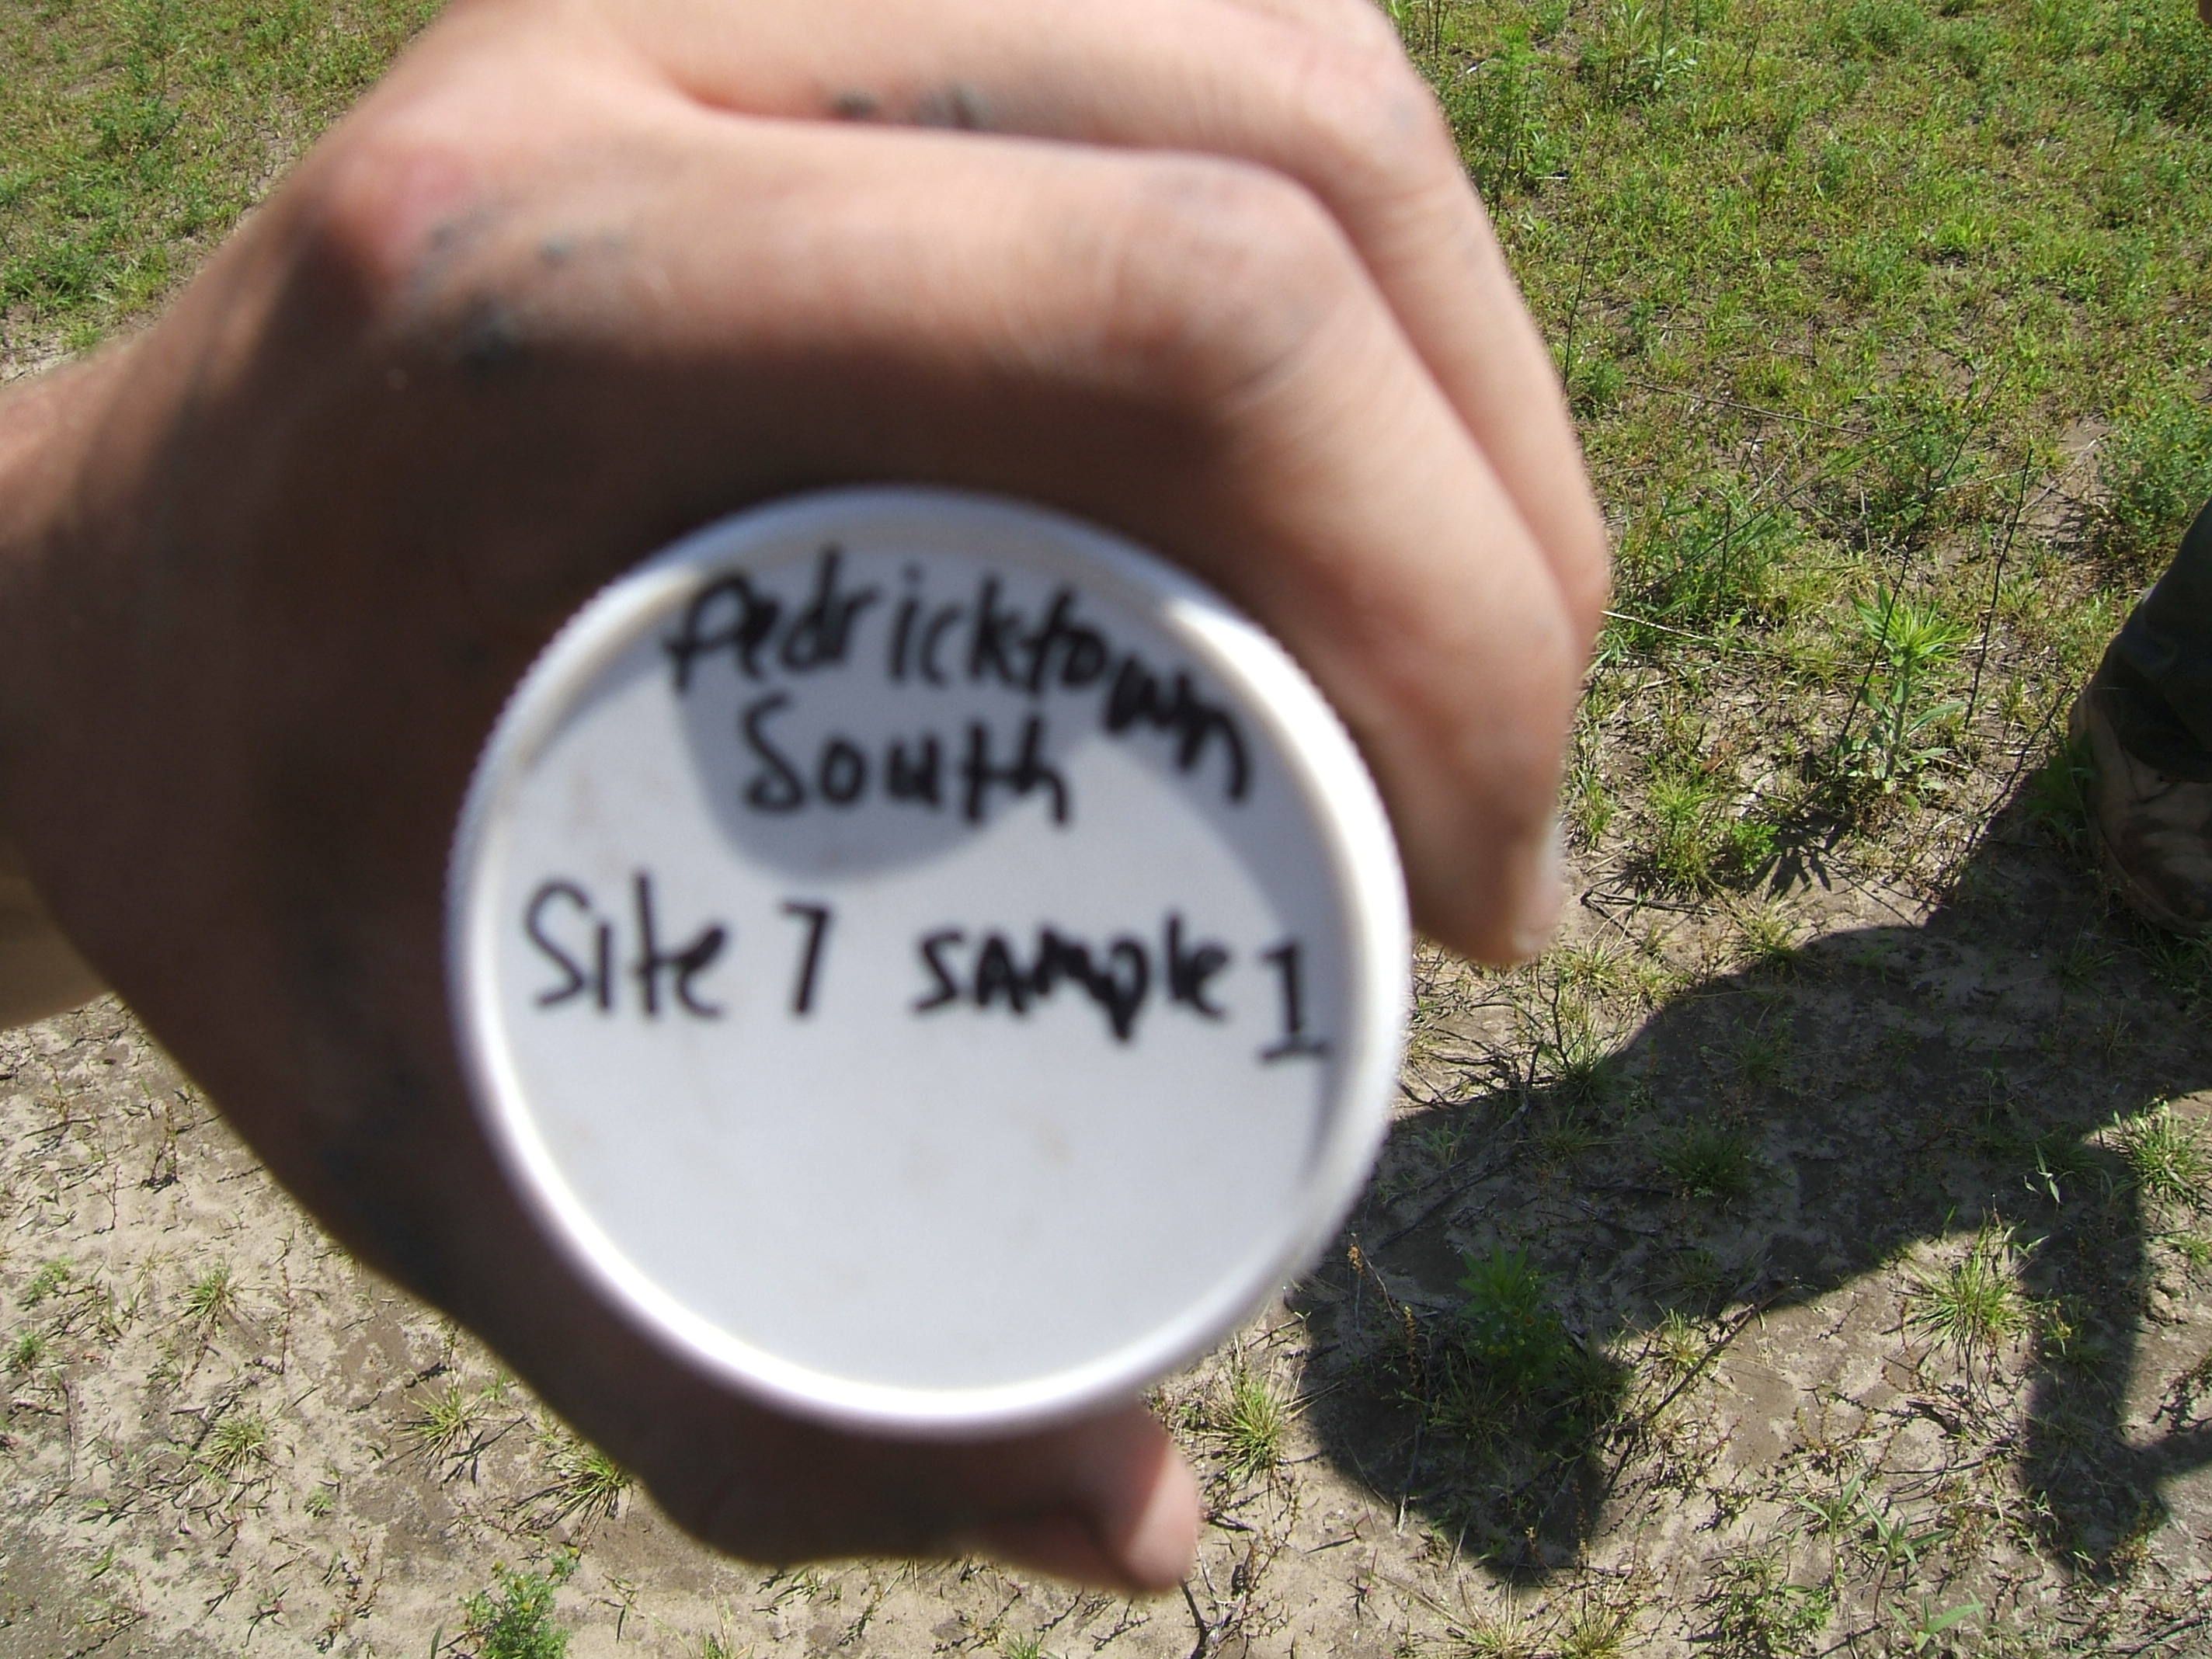 Pedricktown
South
Site 7 sample 1